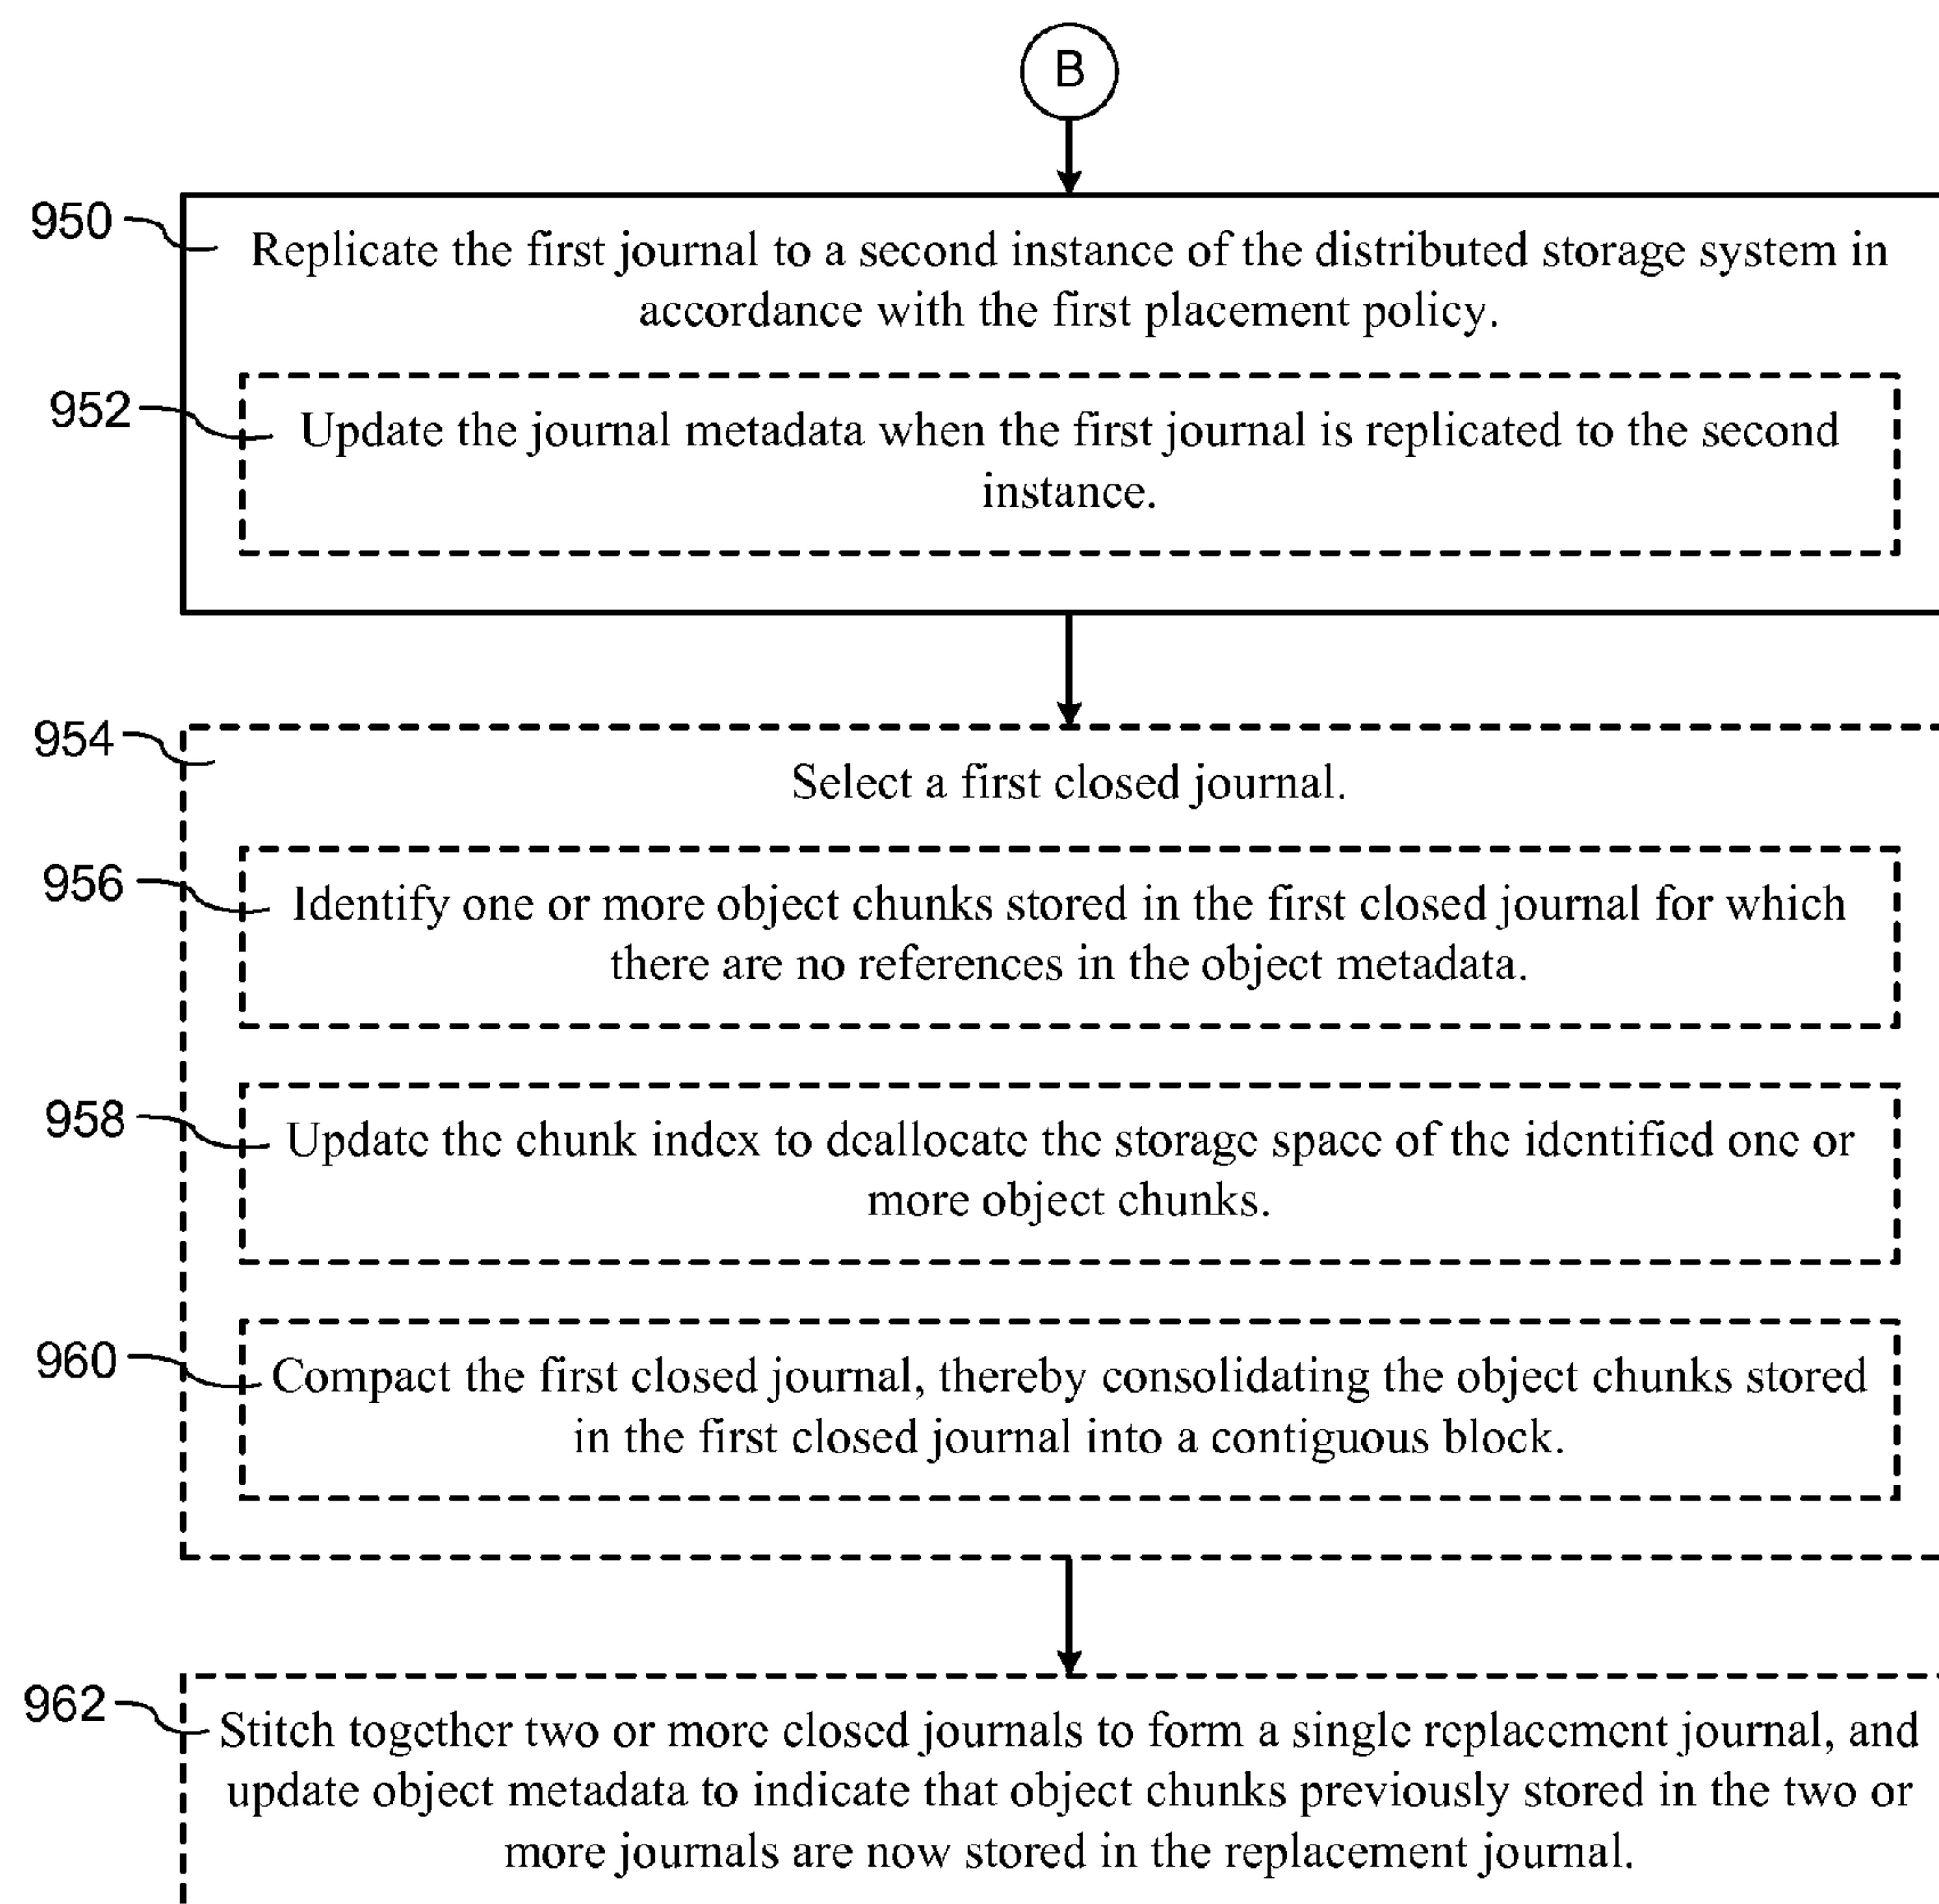 B
950
Replicate the first journal to a second instance of the distributed storage system in
accordance with the first placement policy.
952
Update the journal metadata when the first journal is replicated to the second
instance.
954
Select a first closed journal.
956
Identify one or more object chunks stored in the first closed journal for which
there are no references in the object metadata.
958
Update the chunk index to deallocate the storage space of the identified one or
more object chunks.
960
Compact the first closed journal, thereby consolidating the object chunks stored
in the first closed journal into a contiguous block.
962
Stitch together two or more closed journals to form a single replacement journal, and
update object metadata to indicate that object chunks previously stored in the two or
more journals are now stored in the replacement journal.